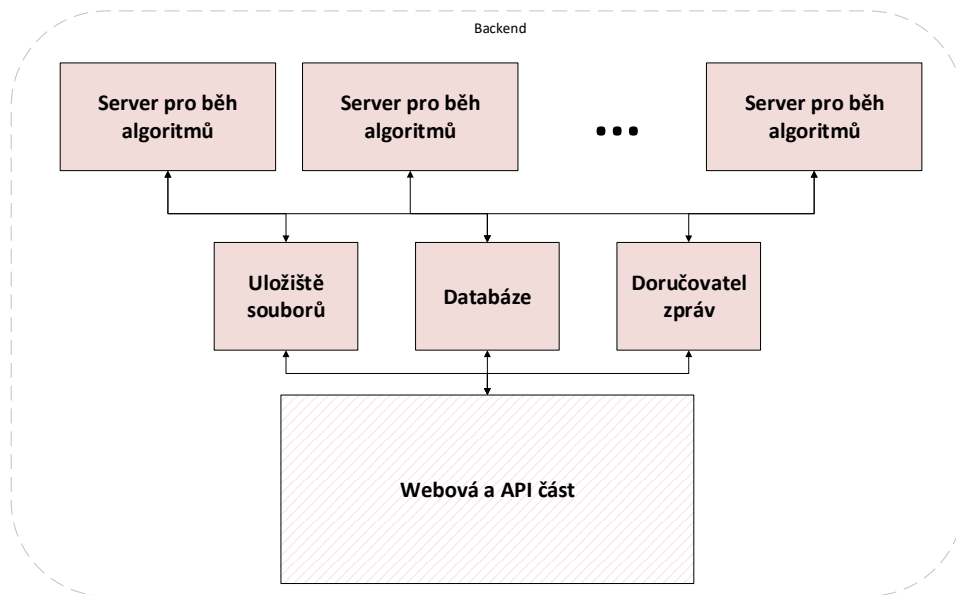 Backend
Server pro běh
algoritmů
Server pro běh
algoritmů
...
Server pro běh
algoritmů
Uložiště
souborů
Databáze
Doručovatel
zpráv
Webová a API část